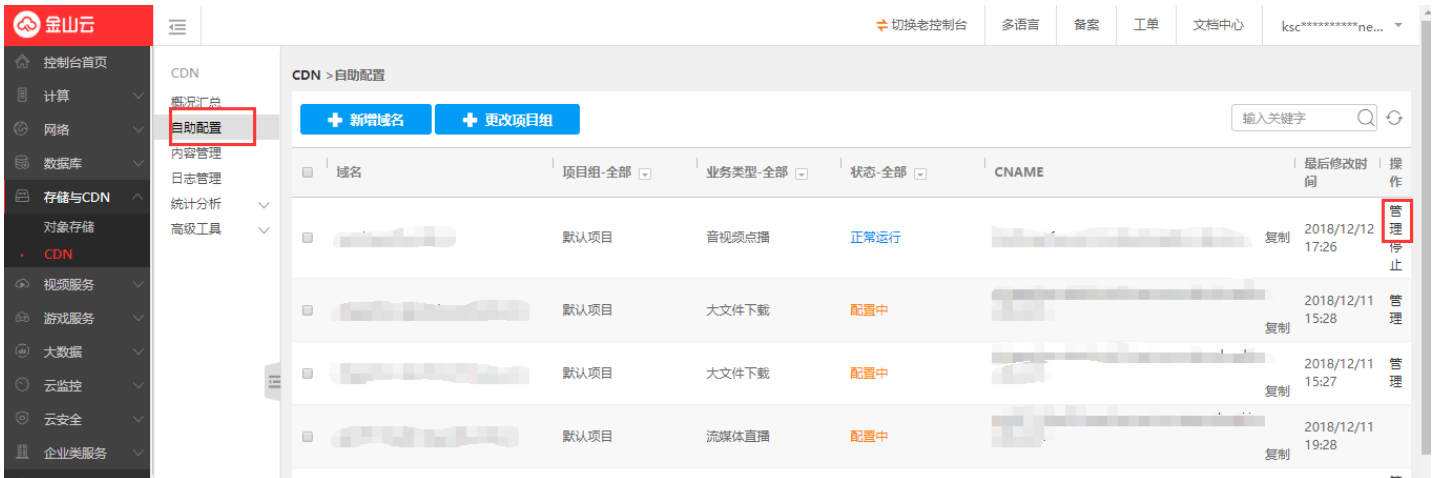 金山云
切换老控制台
多语言
备案
工单
文档中心
ksc**********ne...
控制台首页
计算
网络
数据库
存储与CDN
对象存储
CDN
视频服务
游戏服务
大数据
云监控
云安全
企业类服务
CDN
概况汇总
自助配置
内容管理
日志管理
统计分析
高级工具
CDN >自助配置
新增域名
更改项目组
输入关键字
域名
项目组-全部
业务类型-全部
状态-全部
CNAME
最后修改时
间
操
作
默认项目
音视频点播
正常运行
复制
2018/12/12
17:26
管
理
停
止
默认项目
大文件下载
配置中
复制
2018/12/11
15:28
管
理
默认项目
大文件下载
配置中
复制
2018/12/11
15:27
管
理
默认项目
流媒体直播
配置中
复制
2018/12/11
19:28